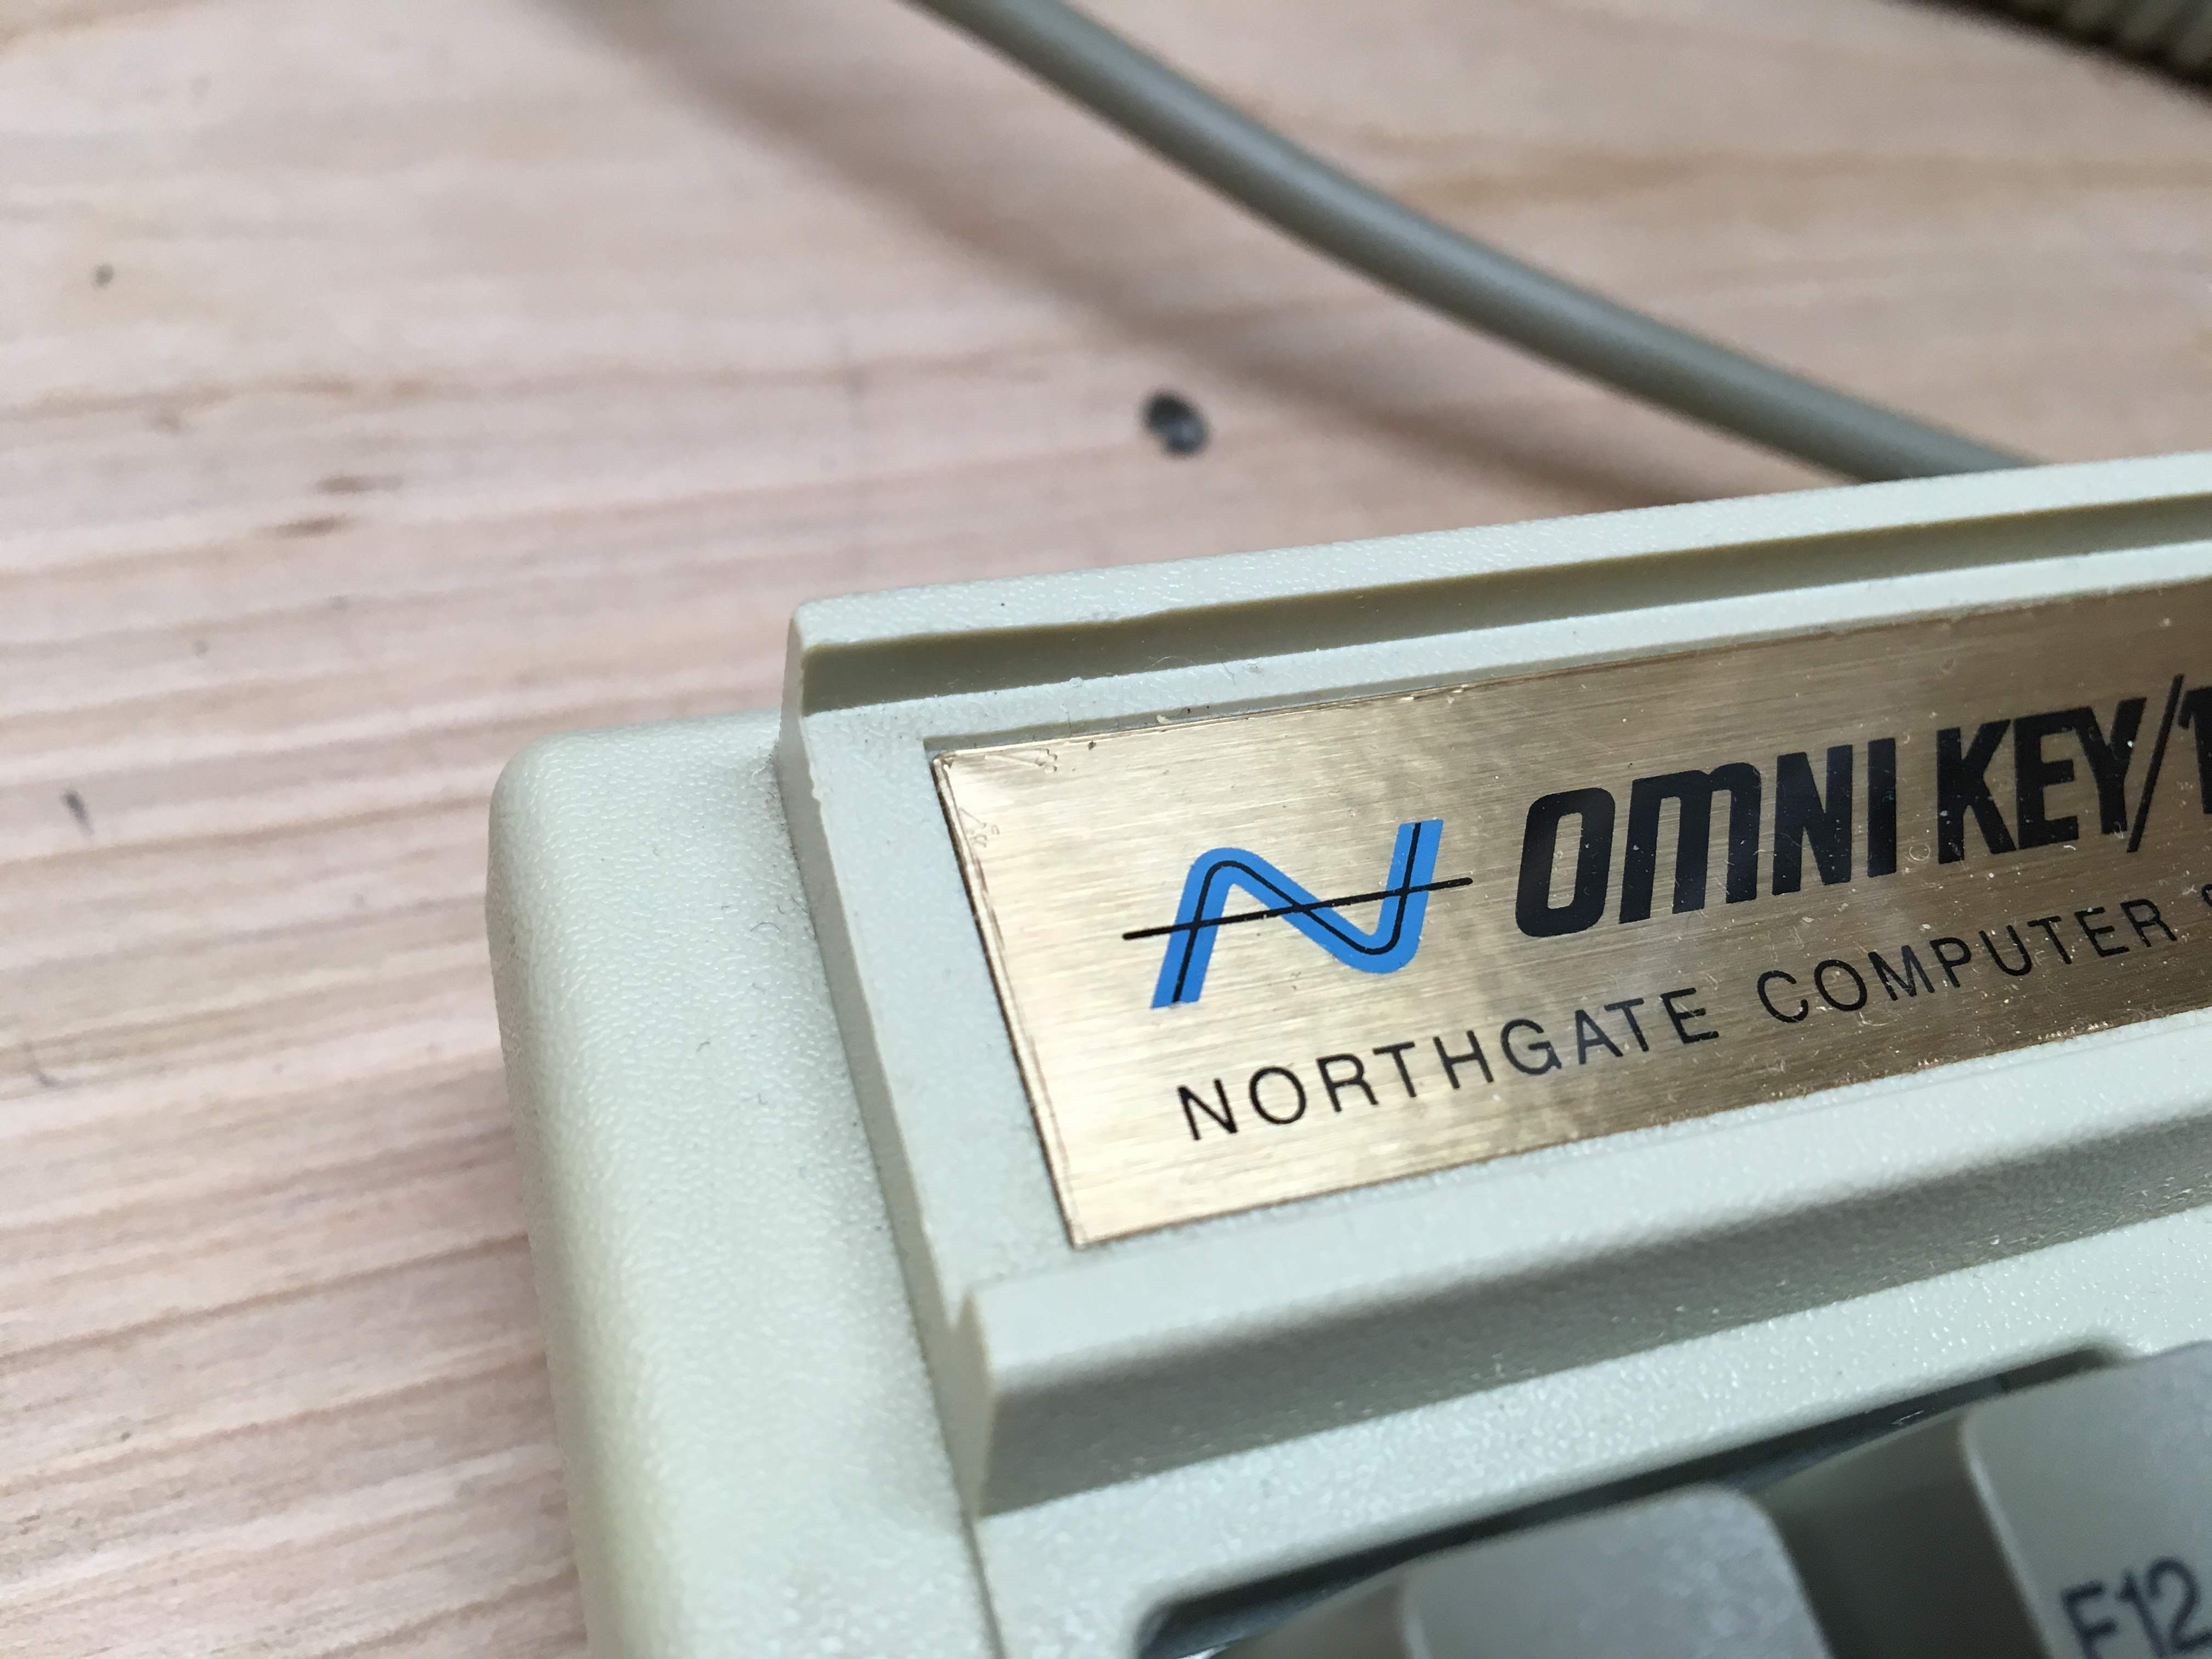 OMNI KEY/
NORTHGATE COMPUTER
F12